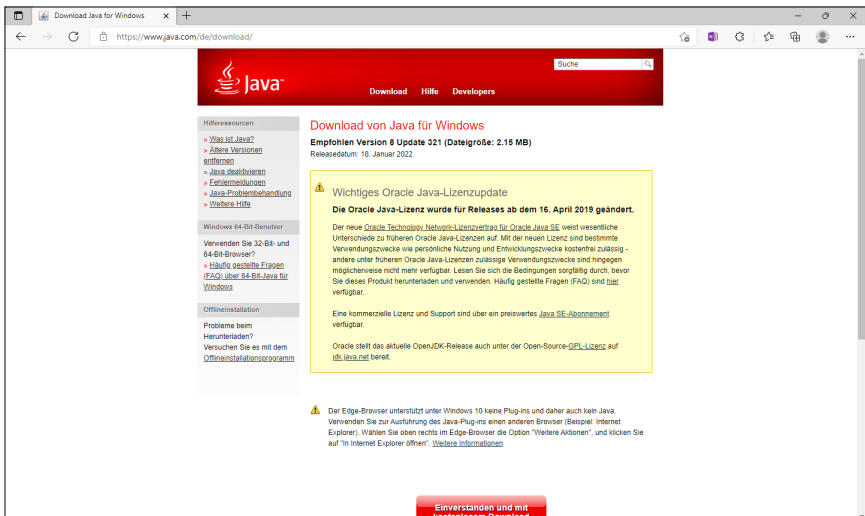 Download Java for Windows
https://www.java.com/de/download/
Java
Suche
Download Hilfe Developers
Hilferessourcen
» Was ist Java?
» Ältere Versionen
entfernen
» Java deaktivieren
» Fehlermeldungen
» Java-Problembehandlung
» Weitere Hilfe
Windows 64-Bit-Benutzer
Verwenden Sie 32-Bit- und
64-Bit-Browser?
» Häufig gestellte Fragen
(FAQ) über 64-Bit-Java für
Windows
Offlineinstallation
Probleme beim
Herunterladen?
Versuchen Sie es mit dem
Offlineinstallationsprogramm
Download von Java für Windows
Empfohlen Version 8 Update 321 (Dateigröße: 2.15 MB)
Releasedatum: 18. Januar 2022
Wichtiges Oracle Java-Lizenzupdate
Die Oracle Java-Lizenz wurde für Releases ab dem 16. April 2019 geändert.
Der neue Oracle Technology Network-Lizenzvertrag für Oracle Java SE weist wesentliche
Unterschiede zu früheren Oracle Java-Lizenzen auf. Mit der neuen Lizenz sind bestimmte
Verwendungszwecke wie persönliche Nutzung und Entwicklungszwecke kostenfrei zulässig -
andere unter früheren Oracle Java-Lizenzen zulässige Verwendungszwecke sind hingegen
möglicherweise nicht mehr verfügbar. Lesen Sie sich die Bedingungen sorgfältig durch, bevor
Sie dieses Produkt herunterladen und verwenden. Häufig gestellte Fragen (FAQ) sind hier
verfügbar.
Eine kommerzielle Lizenz und Support sind über ein preiswertes Java SE-Abonnement
verfügbar.
Oracle stellt das aktuelle OpenJDK-Release auch unter der Open-Source-GPL-Lizenz auf
jdk.java.net bereit.
Der Edge-Browser unterstützt unter Windows 10 keine Plug-ins und daher auch kein Java.
Verwenden Sie zur Ausführung des Java-Plug-ins einen anderen Browser (Beispiel: Internet
Explorer). Wählen Sie oben rechts im Edge-Browser die Option "Weitere Aktionen", und klicken Sie
auf "in Internet Explorer öffnen". Weitere Informationen
Einverstanden und mit
kostenlosem Download